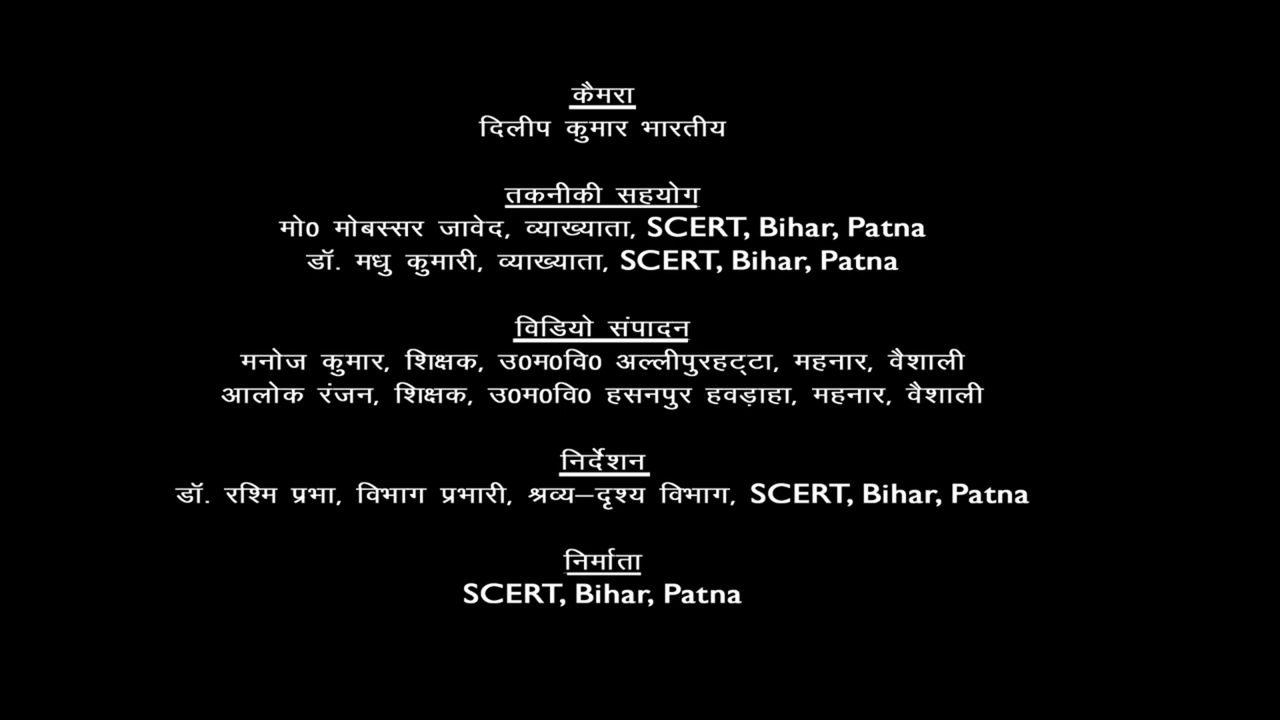 कैमरा
दिलीप कुमार भारतीय
तकनीकी सहयोग
मो0 मोबस्सर जावेद, व्याख्याता, SCERT, Bihar, Patna
डॉ. मधु कुमारी, व्याख्याता, SCERT, Bihar, Patna
विडियो संपादन
मनोज कुमार, शिक्षक, उ0म0वि0 अल्लीपुरहट्टा, महनार, वैशाली
आलोक रंजन, शिक्षक, उ0म0वि0 हसनपुर हवड़ाहा, महनार, वैशाली
निर्देशन
डॉ. रश्मि प्रभा, विभाग प्रभारी, श्रव्य–दृश्य विभाग, SCERT, Bihar, Patna
निर्माता
SCERT, Bihar, Patna